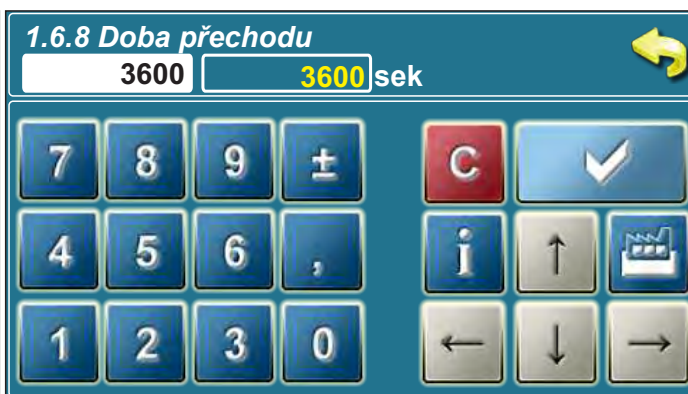 1.6.8 Doba přechodu
3600 3600 sek
7 8 9 ± C
4 5 6 , i ↑
1 2 3 0 ← ↓ →